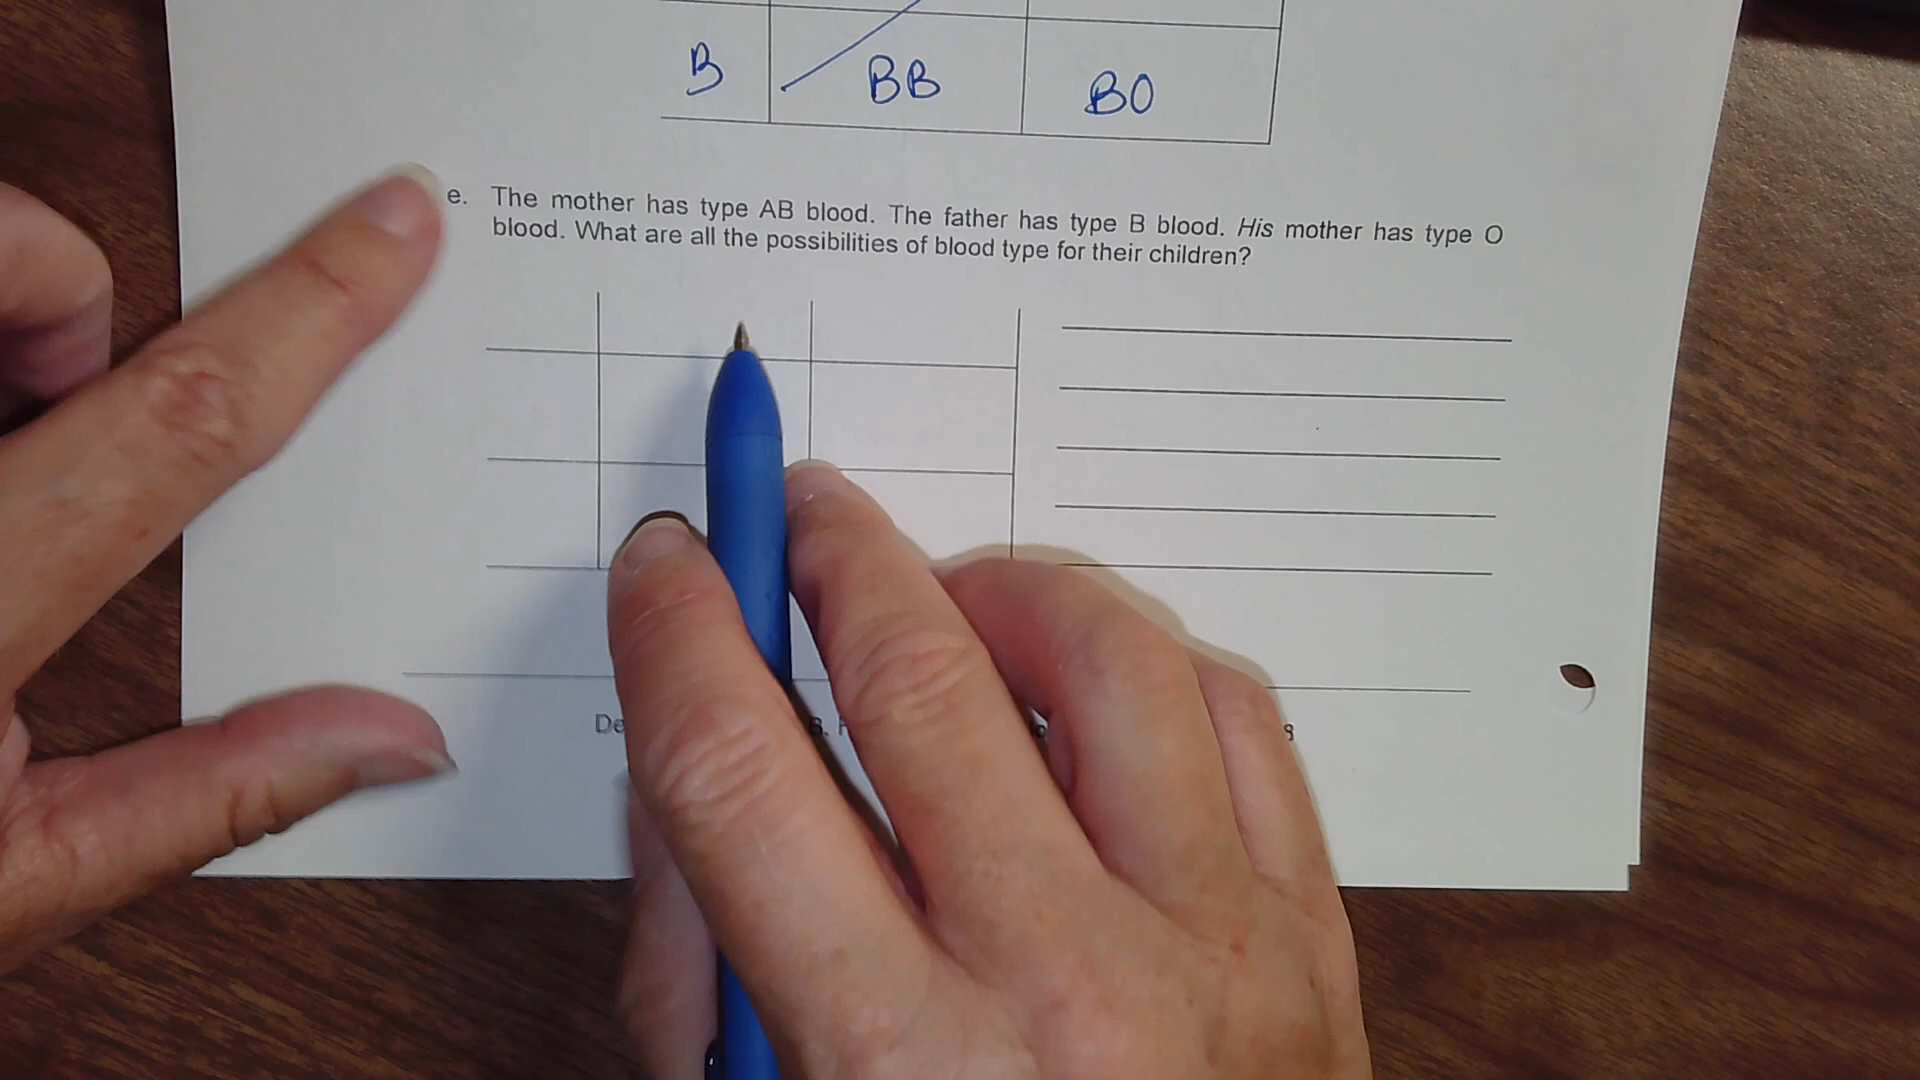 B BB BO
e. The mother has type AB blood. The father has type B blood. His mother has type O
blood. What are all the possibilities of blood type for their children?